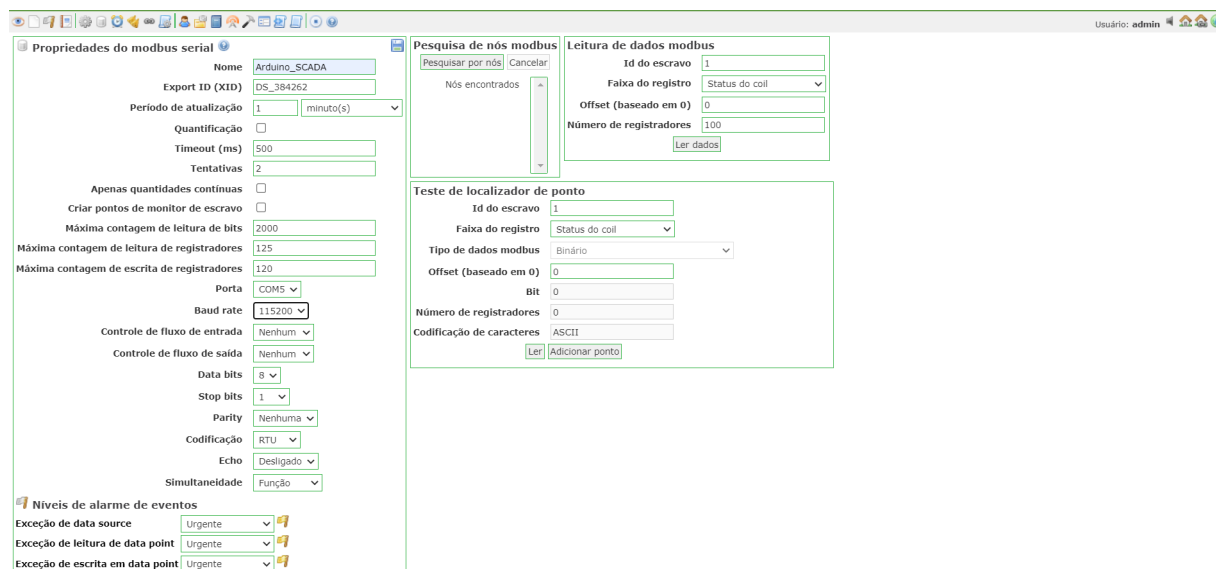 Usuário: admin
Propriedades do modbus serial
Nome Arduino_SCADA
Export ID (XID) DS_384262
Período de atualização 1 minuto(s)
Quantificação
Timeout (ms) 500
Tentativas 2
Apenas quantidades contínuas
Criar pontos de monitor de escravo
Máxima contagem de leitura de bits 2000
Máxima contagem de leitura de registradores 125
Máxima contagem de escrita de registradores 120
Porta COM5
Baud rate 115200
Controle de fluxo de entrada Nenhum
Controle de fluxo de saída Nenhum
Data bits 8
Stop bits 1
Parity Nenhuma
Codificação RTU
Echo Desligado
Simultaneidade Função
Níveis de alarme de eventos
Exceção de data source Urgente
Exceção de leitura de data point Urgente
Exceção de escrita em data point Urgente
Pesquisa de nós modbus
Pesquisar por nós Cancelar
Nós encontrados
Leitura de dados modbus
Id do escravo 1
Faixa do registro Status do coil
Offset (baseado em 0) 0
Número de registradores 100
Ler dados
Teste de localizador de ponto
Id do escravo 1
Faixa do registro Status do coil
Tipo de dados modbus Binário
Offset (baseado em 0) 0
Bit 0
Número de registradores 0
Codificação de caracteres ASCII
Ler Adicionar ponto